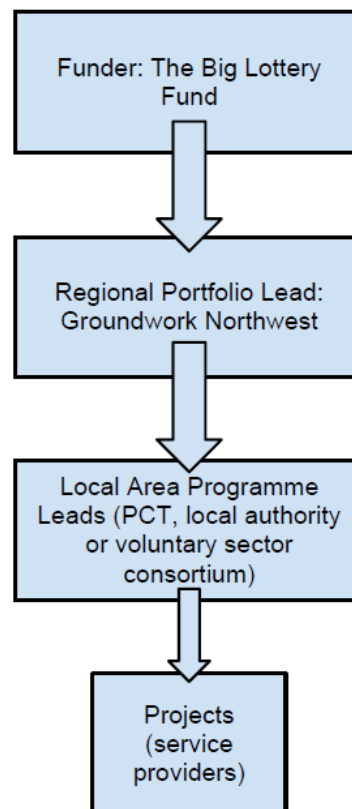 Funder: The Big Lottery
Fund
Regional Portfolio Lead:
Groundwork Northwest
Local Area Programme
Leads (PCT, local authority
or voluntary sector
consortium)
Projects
(service
providers)